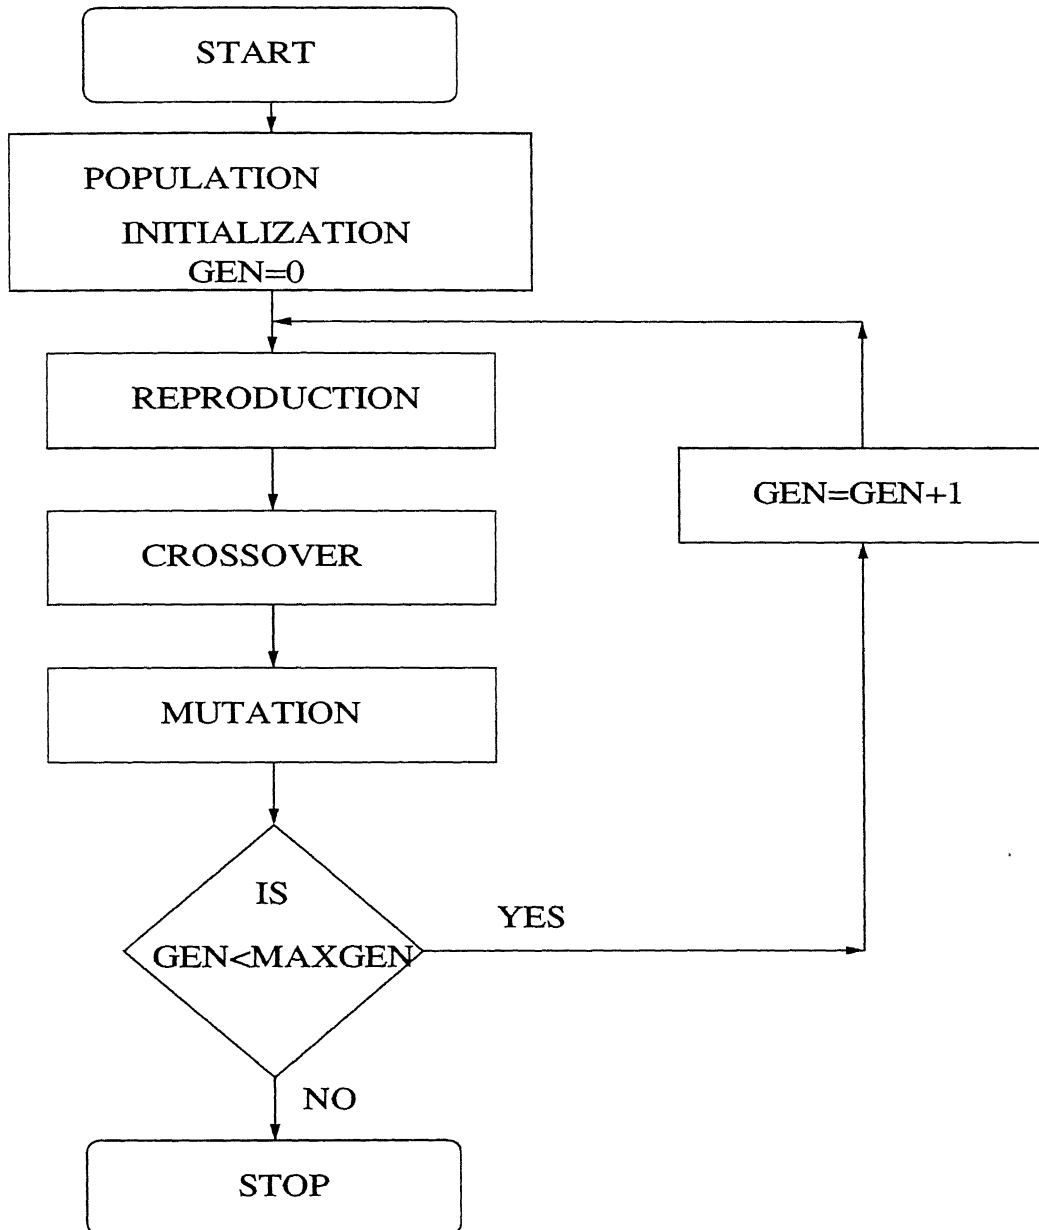 START
POPULATION
INITIALIZATION
GEN=0
REPRODUCTION
GEN=GEN+1
CROSSOVER
MUTATION
IS
GEN<MAXGEN
YES
NO
STOP